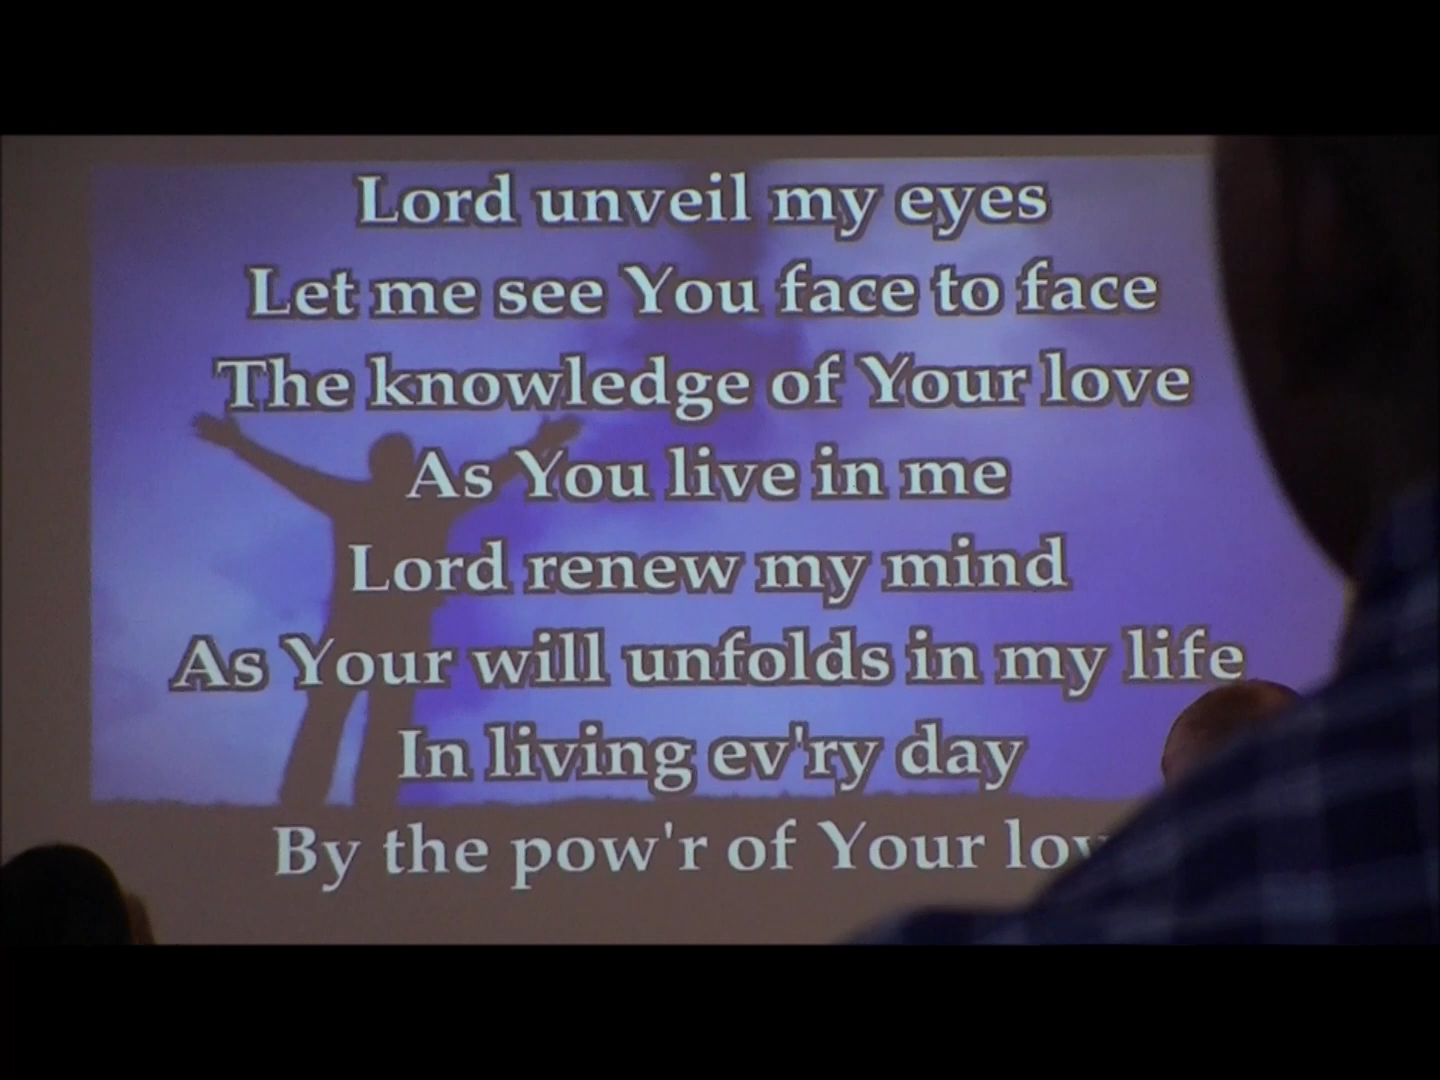 Lord unveil my eyes
Let me see You face to face
The knowledge of Your love
As You live in me
Lord renew my mind
As Your will unfolds in my life
In living ev'ry day
By the pow'r of Your